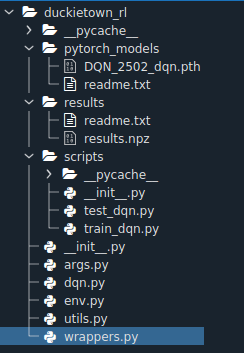 duckietown_rl
__pycache__
pytorch_models
DQN_2502_dqn.pth
readme.txt
results
readme.txt
results.npz
scripts
__pycache__
__init__.py
test_dqn.py
train_dqn.py
__init__.py
args.py
dqn.py
env.py
utils.py
wrappers.py